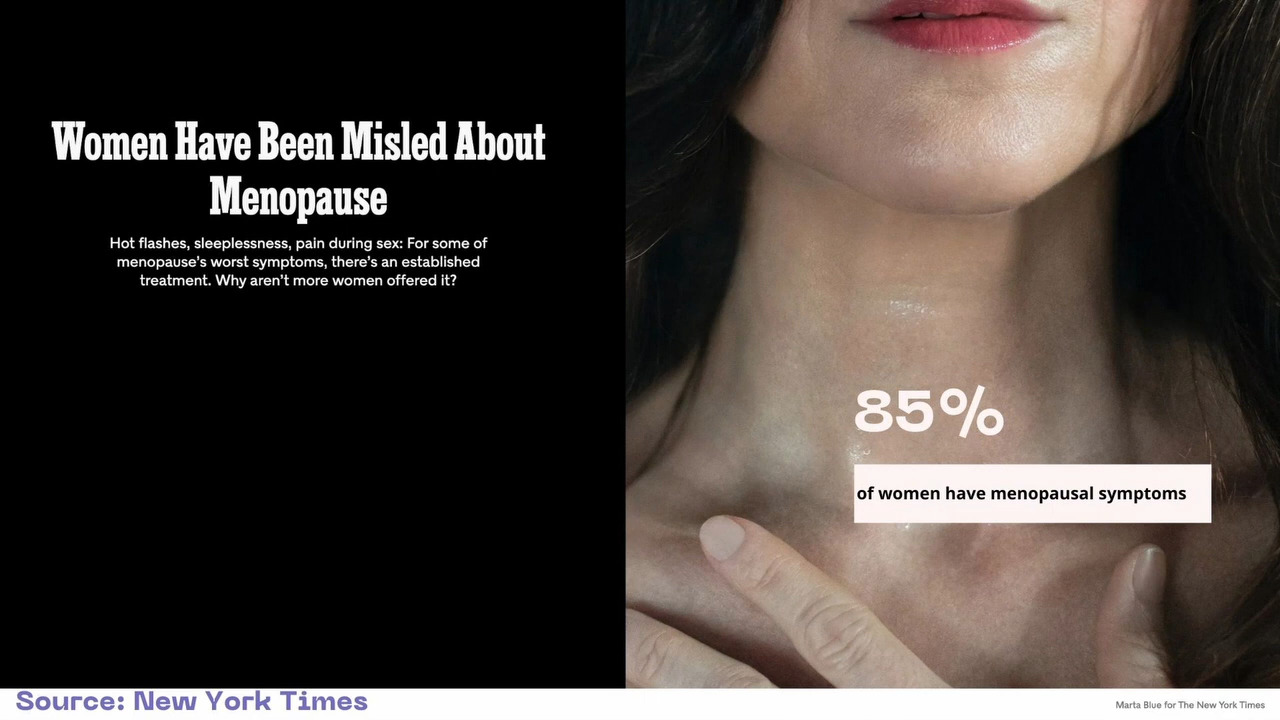 Women Have Been Misled About
Menopause
Hot flashes, sleeplessness, pain during sex: For some of
menopause's worst symptoms, there's an established
treatment. Why aren't more women offered it?
85%
of women have menopausal symptoms
Source: New York Times
Marta Blue for The New York Times